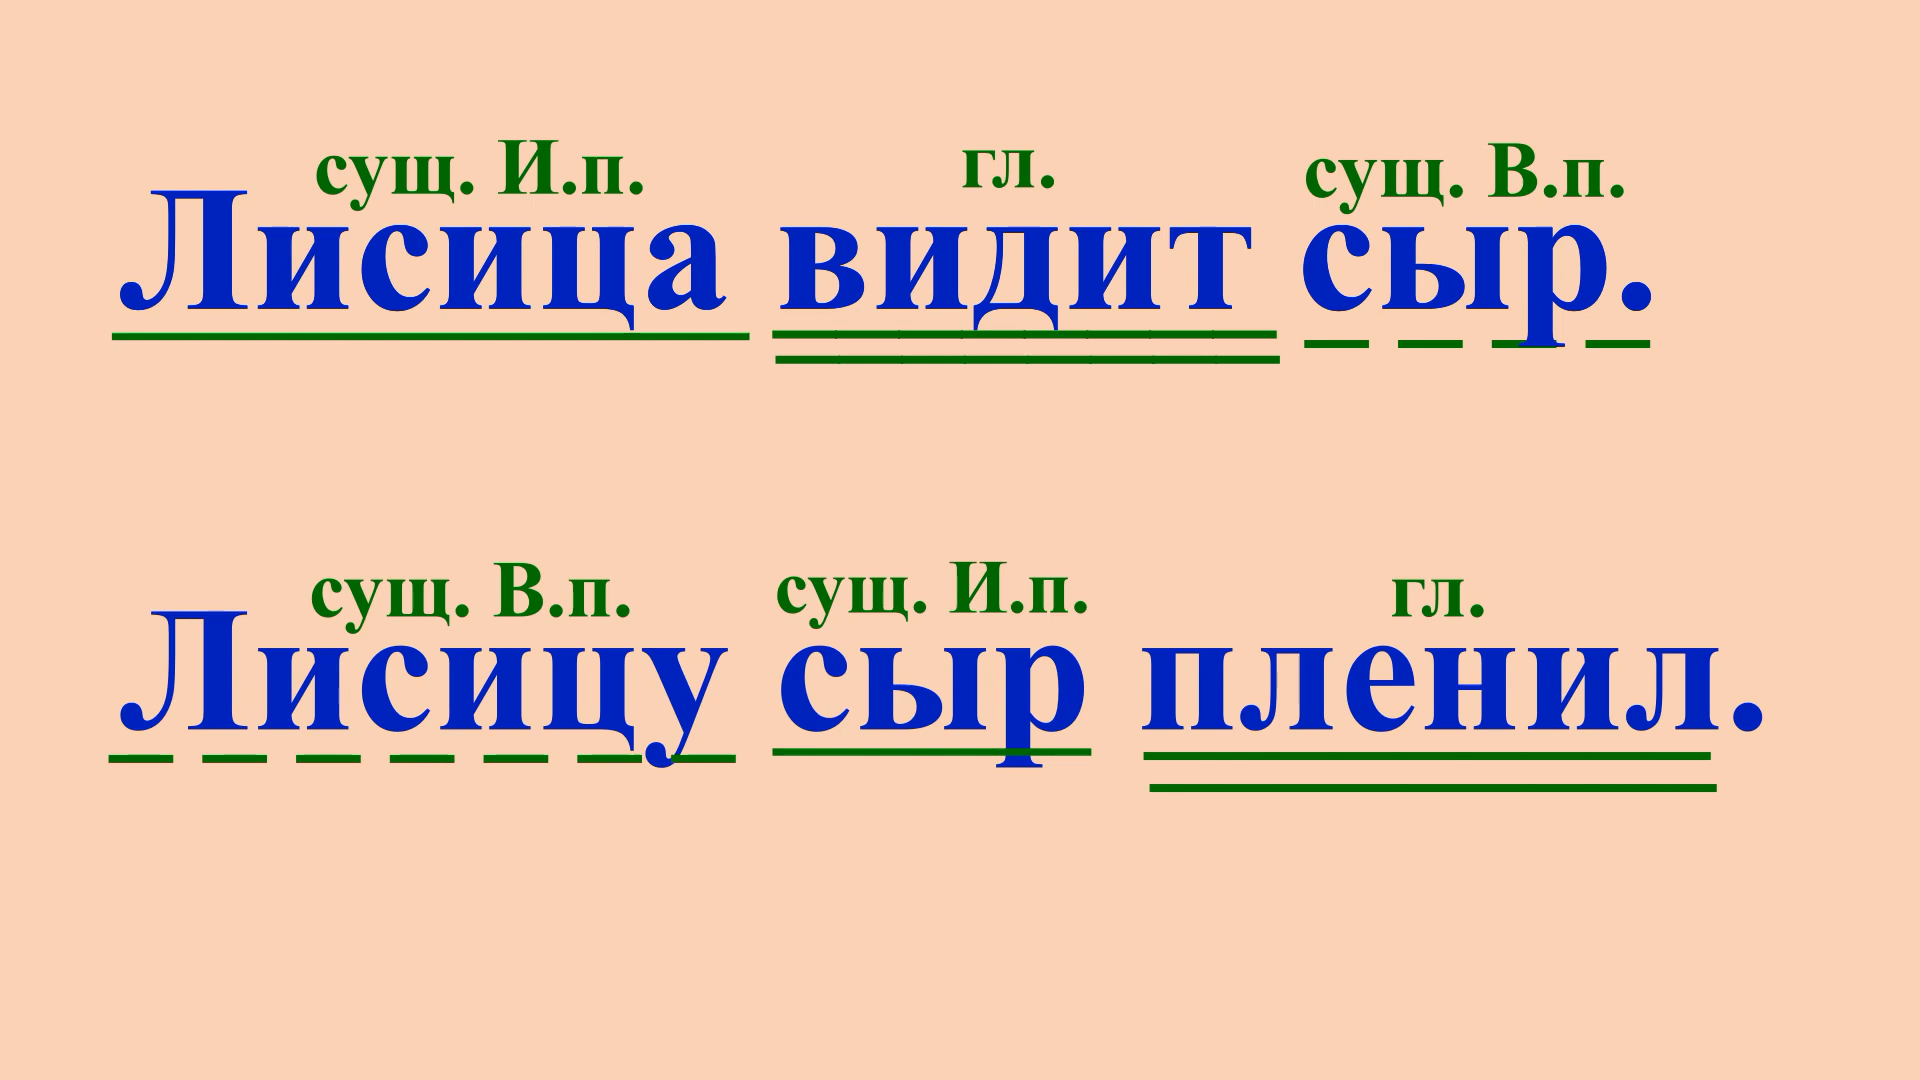 сущ. И.п. гл. сущ. В.п.
Лисица видит сыр.
сущ. В.п. сущ. И.п. гл.
Лисицу сыр пленил.